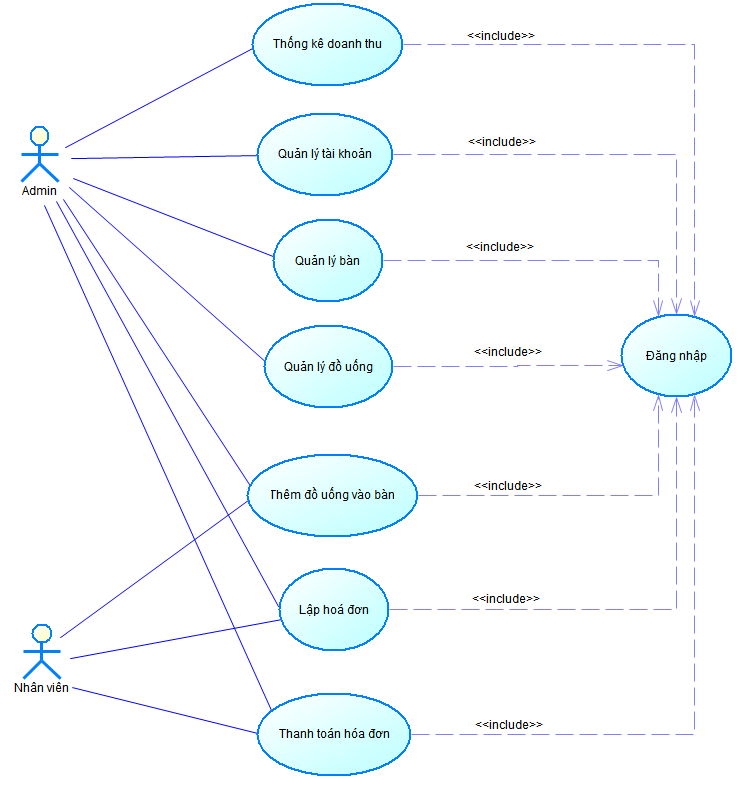 Thống kê doanh thu
<<include>>
Quản lý tài khoản
<<include>>
Admin
Quản lý bàn
<<include>>
Quản lý đồ uống
<<include>>
Đăng nhập
Thêm đồ uống vào bàn
<<include>>
Lập hoá đơn
<<include>>
Nhân viên
Thanh toán hóa đơn
<<include>>